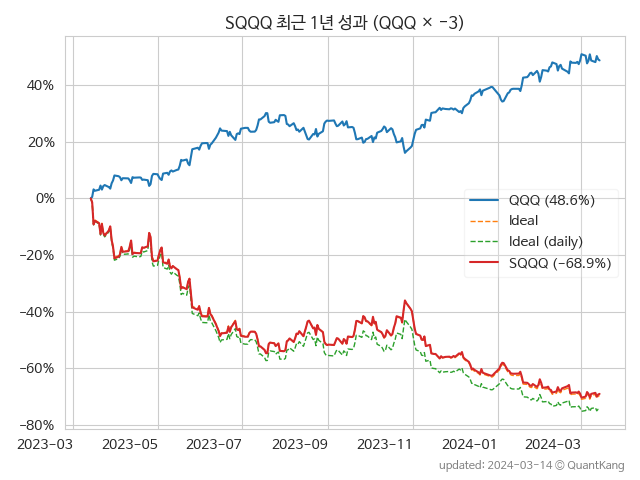 SQQQ 최근 1년 성과 (QQQ × −3)
40%
20%
0%
−20%
−40%
−60%
−80%
QQQ (48.6%)
Ideal
Ideal (daily)
SQQQ (−68.9%)
2023-03
2023-05
2023-07
2023-09
2023-11
2024-01
2024-03
updated: 2024-03-14 © QuantKang